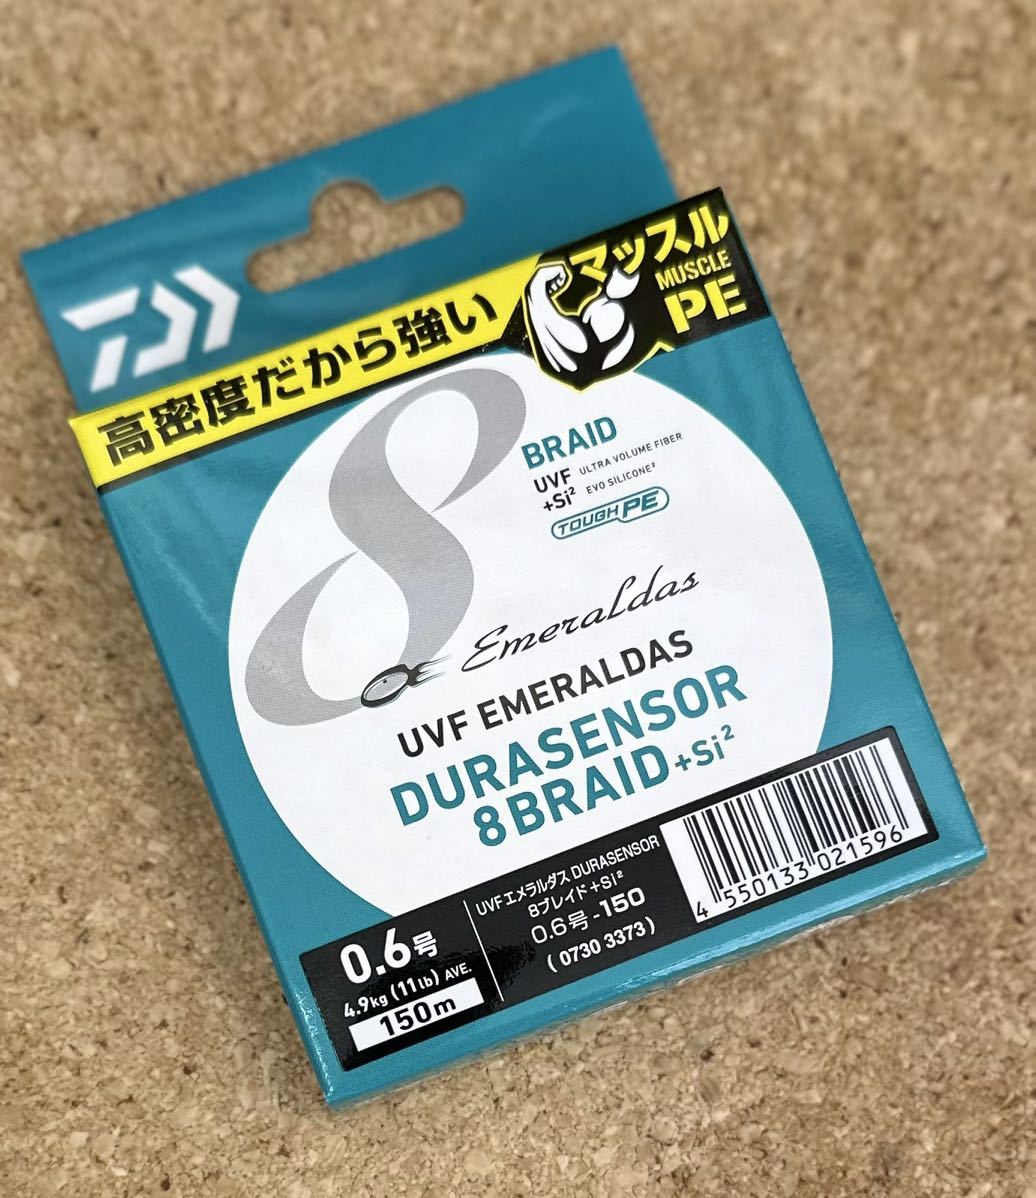 高密度だから強い
マッスル
MUSCLE
PE
8
BRAID
UVF ULTRA VOLUME FIBER
+Si² EVO SILICONE²
TOUGH PE
Emeraldas
UVF EMERALDAS
DURASENSOR
8BRAID+Si²
0.6号
4.9kg (11lb) AVE.
150m
UVFエメラルダス DURASENSOR
8ブレイド+Si²
0.6号-150
(0730 3373)
4 550133 021596